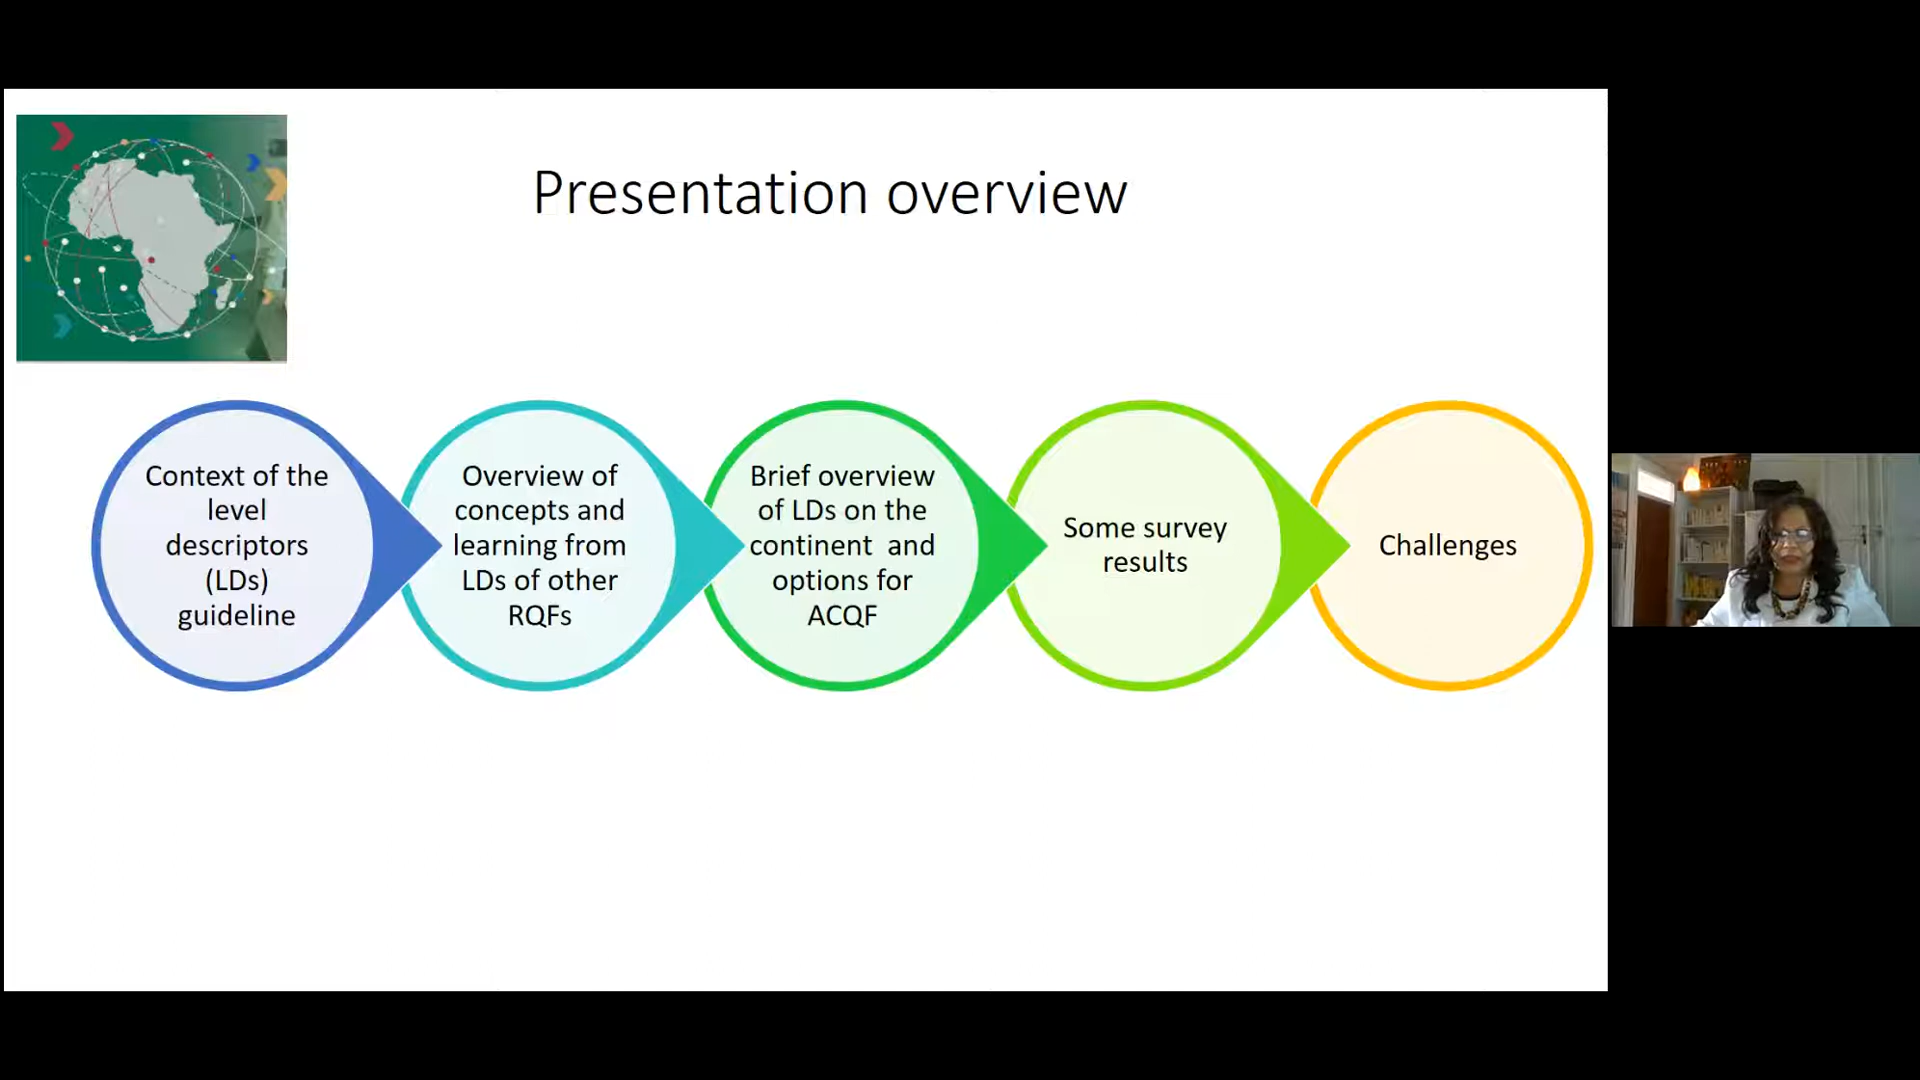 Presentation overview
Context of the
level
descriptors
(LDs)
guideline
Overview of
concepts and
learning from
LDs of other
RQFs
Brief overview
of LDs on the
continent  and
options for
ACQF
Some survey
results
Challenges